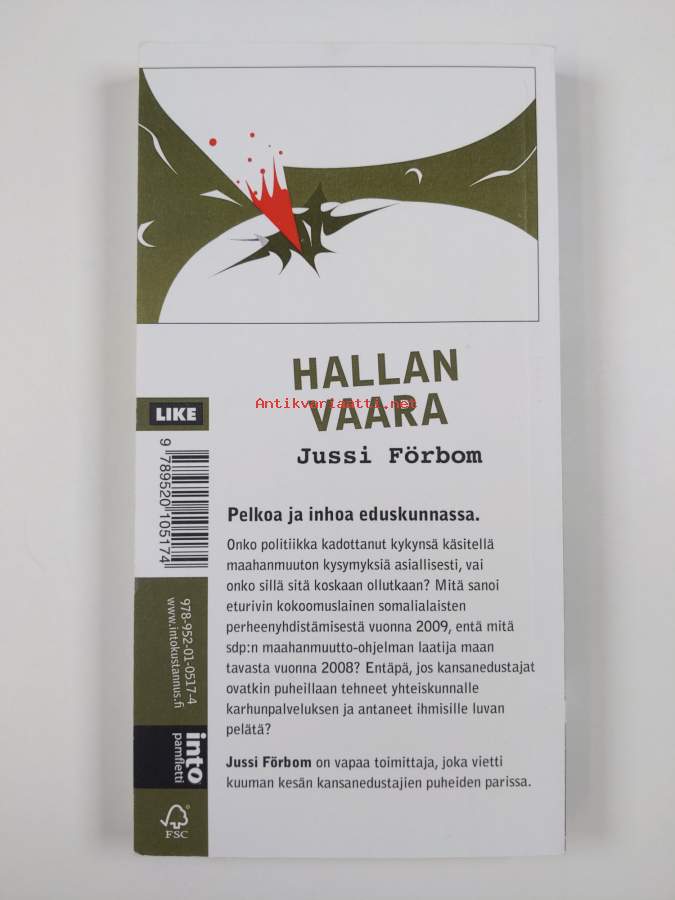 HALLAN
VAARA
Antikvariaatti.net
Jussi Förbom
Pelkoa ja inhoa eduskunnassa.
Onko politiikka kadottanut kykynsä käsitellä
maahanmuuton kysymyksiä asiallisesti, vai
onko sillä sitä koskaan ollutkaan? Mitä sanoi
eturivin kokoomuslainen somalialaisten
perheenyhdistämisestä vuonna 2009, entä mitä
sdp:n maahanmuutto-ohjelman laatija maan
tavasta vuonna 2008? Entäpä, jos kansanedustajat
ovatkin puheillaan tehneet yhteiskunnalle
karhunpalveluksen ja antaneet ihmisille luvan
pelätä?
Jussi Förbom on vapaa toimittaja, joka vietti
kuuman kesän kansanedustajien puheiden parissa.
LIKE
9 789520 105174
978-952-01-0517-4
www.intokustannus.fi
into
pamfletti
FSC